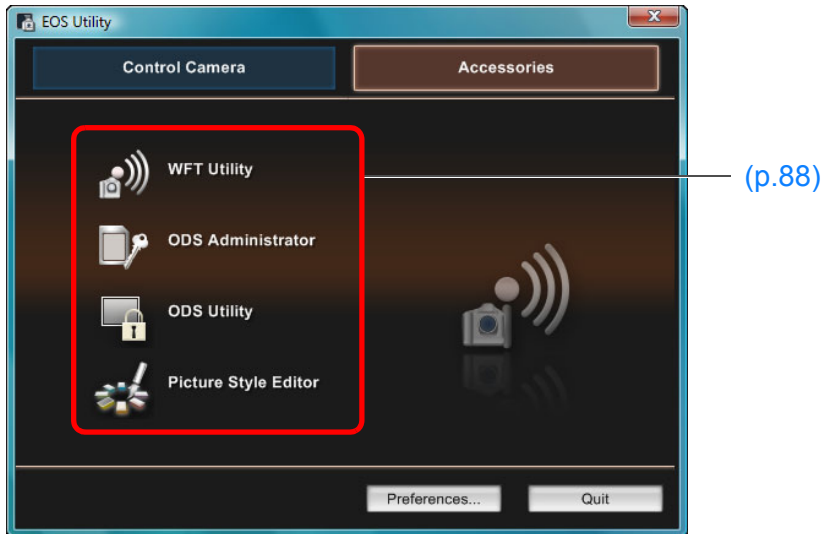 EOS Utility
Control Camera
Accessories
WFT Utility
(p.88)
ODS Administrator
ODS Utility
Picture Style Editor
Preferences...
Quit